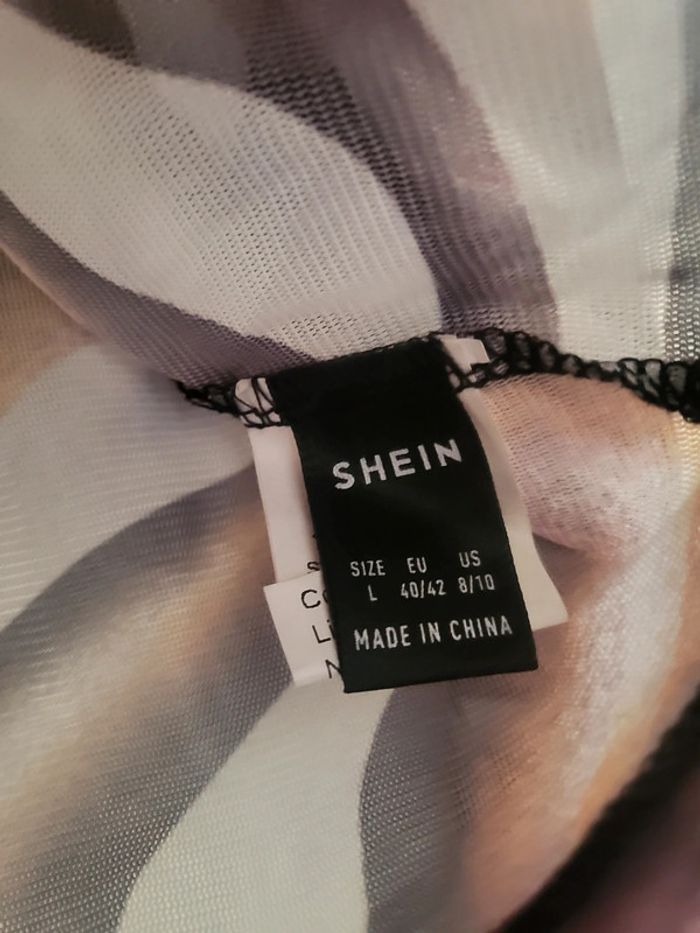 SHEIN
SIZE EU US
L 40/42 8/10
MADE IN CHINA